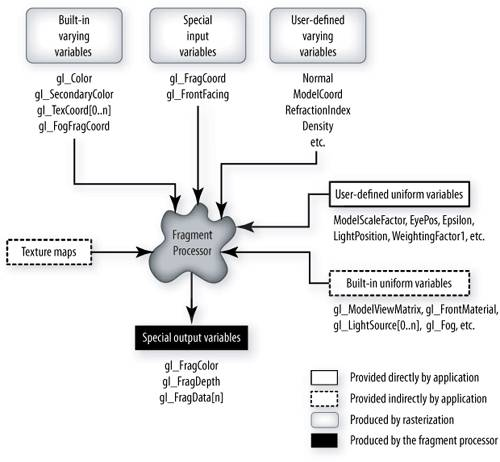 Built-in
varying
variables
gl_Color
gl_SecondaryColor
gl_TexCoord[0..n]
gl_FogFragCoord
Special
input
variables
gl_FragCoord
gl_FrontFacing
User-defined
varying
variables
Normal
ModelCoord
RefractionIndex
Density
etc.
Fragment
Processor
Texture maps
User-defined uniform variables
ModelScaleFactor, EyePos, Epsilon,
LightPosition, WeightingFactor1, etc.
Built-in uniform variables
gl_ModelViewMatrix, gl_FrontMaterial,
gl_LightSource[0..n], gl_Fog, etc.
Special output variables
gl_FragColor
gl_FragDepth
gl_FragData[n]
Provided directly by application
Provided indirectly by application
Produced by rasterization
Produced by the fragment processor